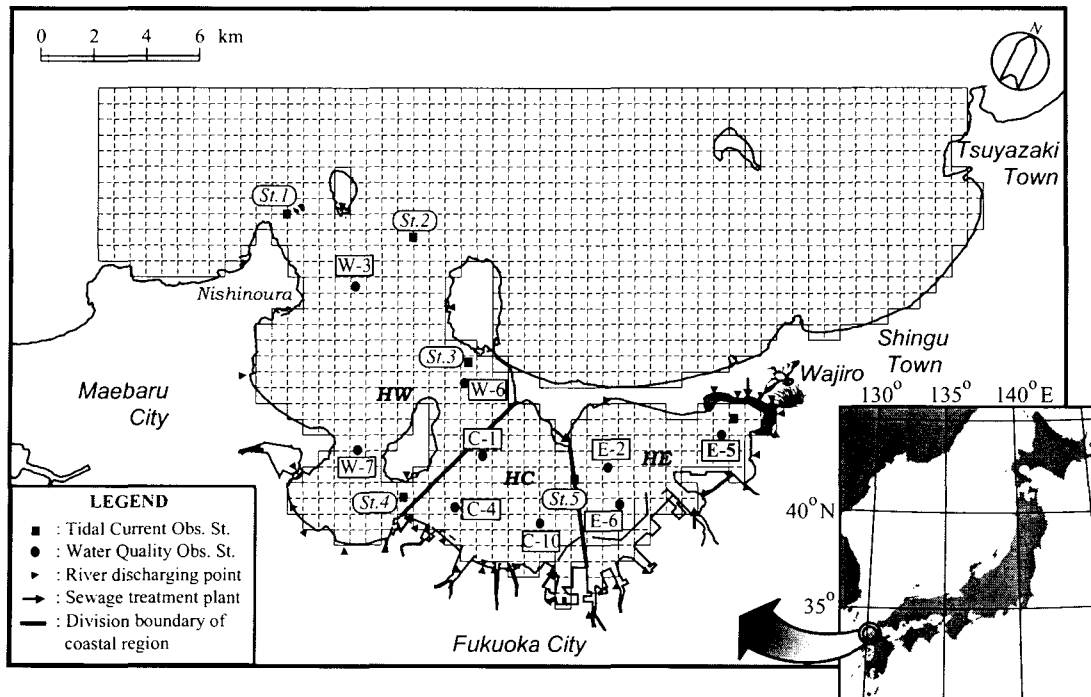 0 2 4 6 km
N
Tsuyazaki
Town
St.1
St.2
W-3
Nishinoura
Shingu
Town
St.3
Wajiro
Maebaru
City
HW
W-6
130° 135° 140° E
C-1
E-2
HE
E-5
W-7
HC
St.4
C-4
St.5
E-6
C-10
40° N
35°
Fukuoka City
LEGEND
: Tidal Current Obs. St.
: Water Quality Obs. St.
: River discharging point
: Sewage treatment plant
: Division boundary of
coastal region